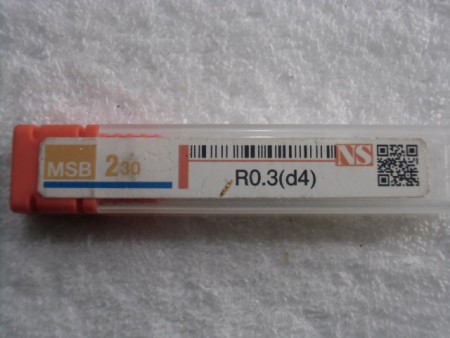 MSB 230
NS
R0.3(d4)